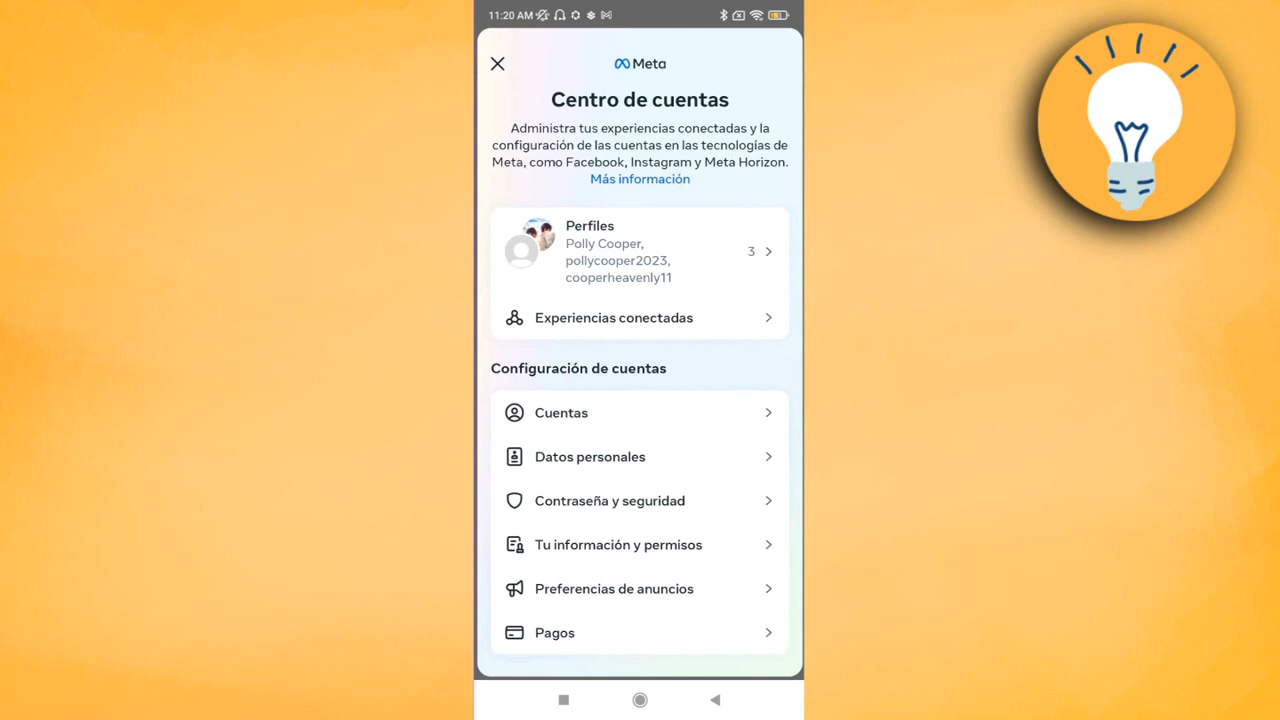 11:20 AM
Meta
Centro de cuentas
Administra tus experiencias conectadas y la
configuración de las cuentas en las tecnologías de
Meta, como Facebook, Instagram y Meta Horizon.
Más información
Perfiles
Polly Cooper,
pollycooper2023,
cooperheavenly11
3
Experiencias conectadas
Configuración de cuentas
Cuentas
Datos personales
Contraseña y seguridad
Tu información y permisos
Preferencias de anuncios
Pagos